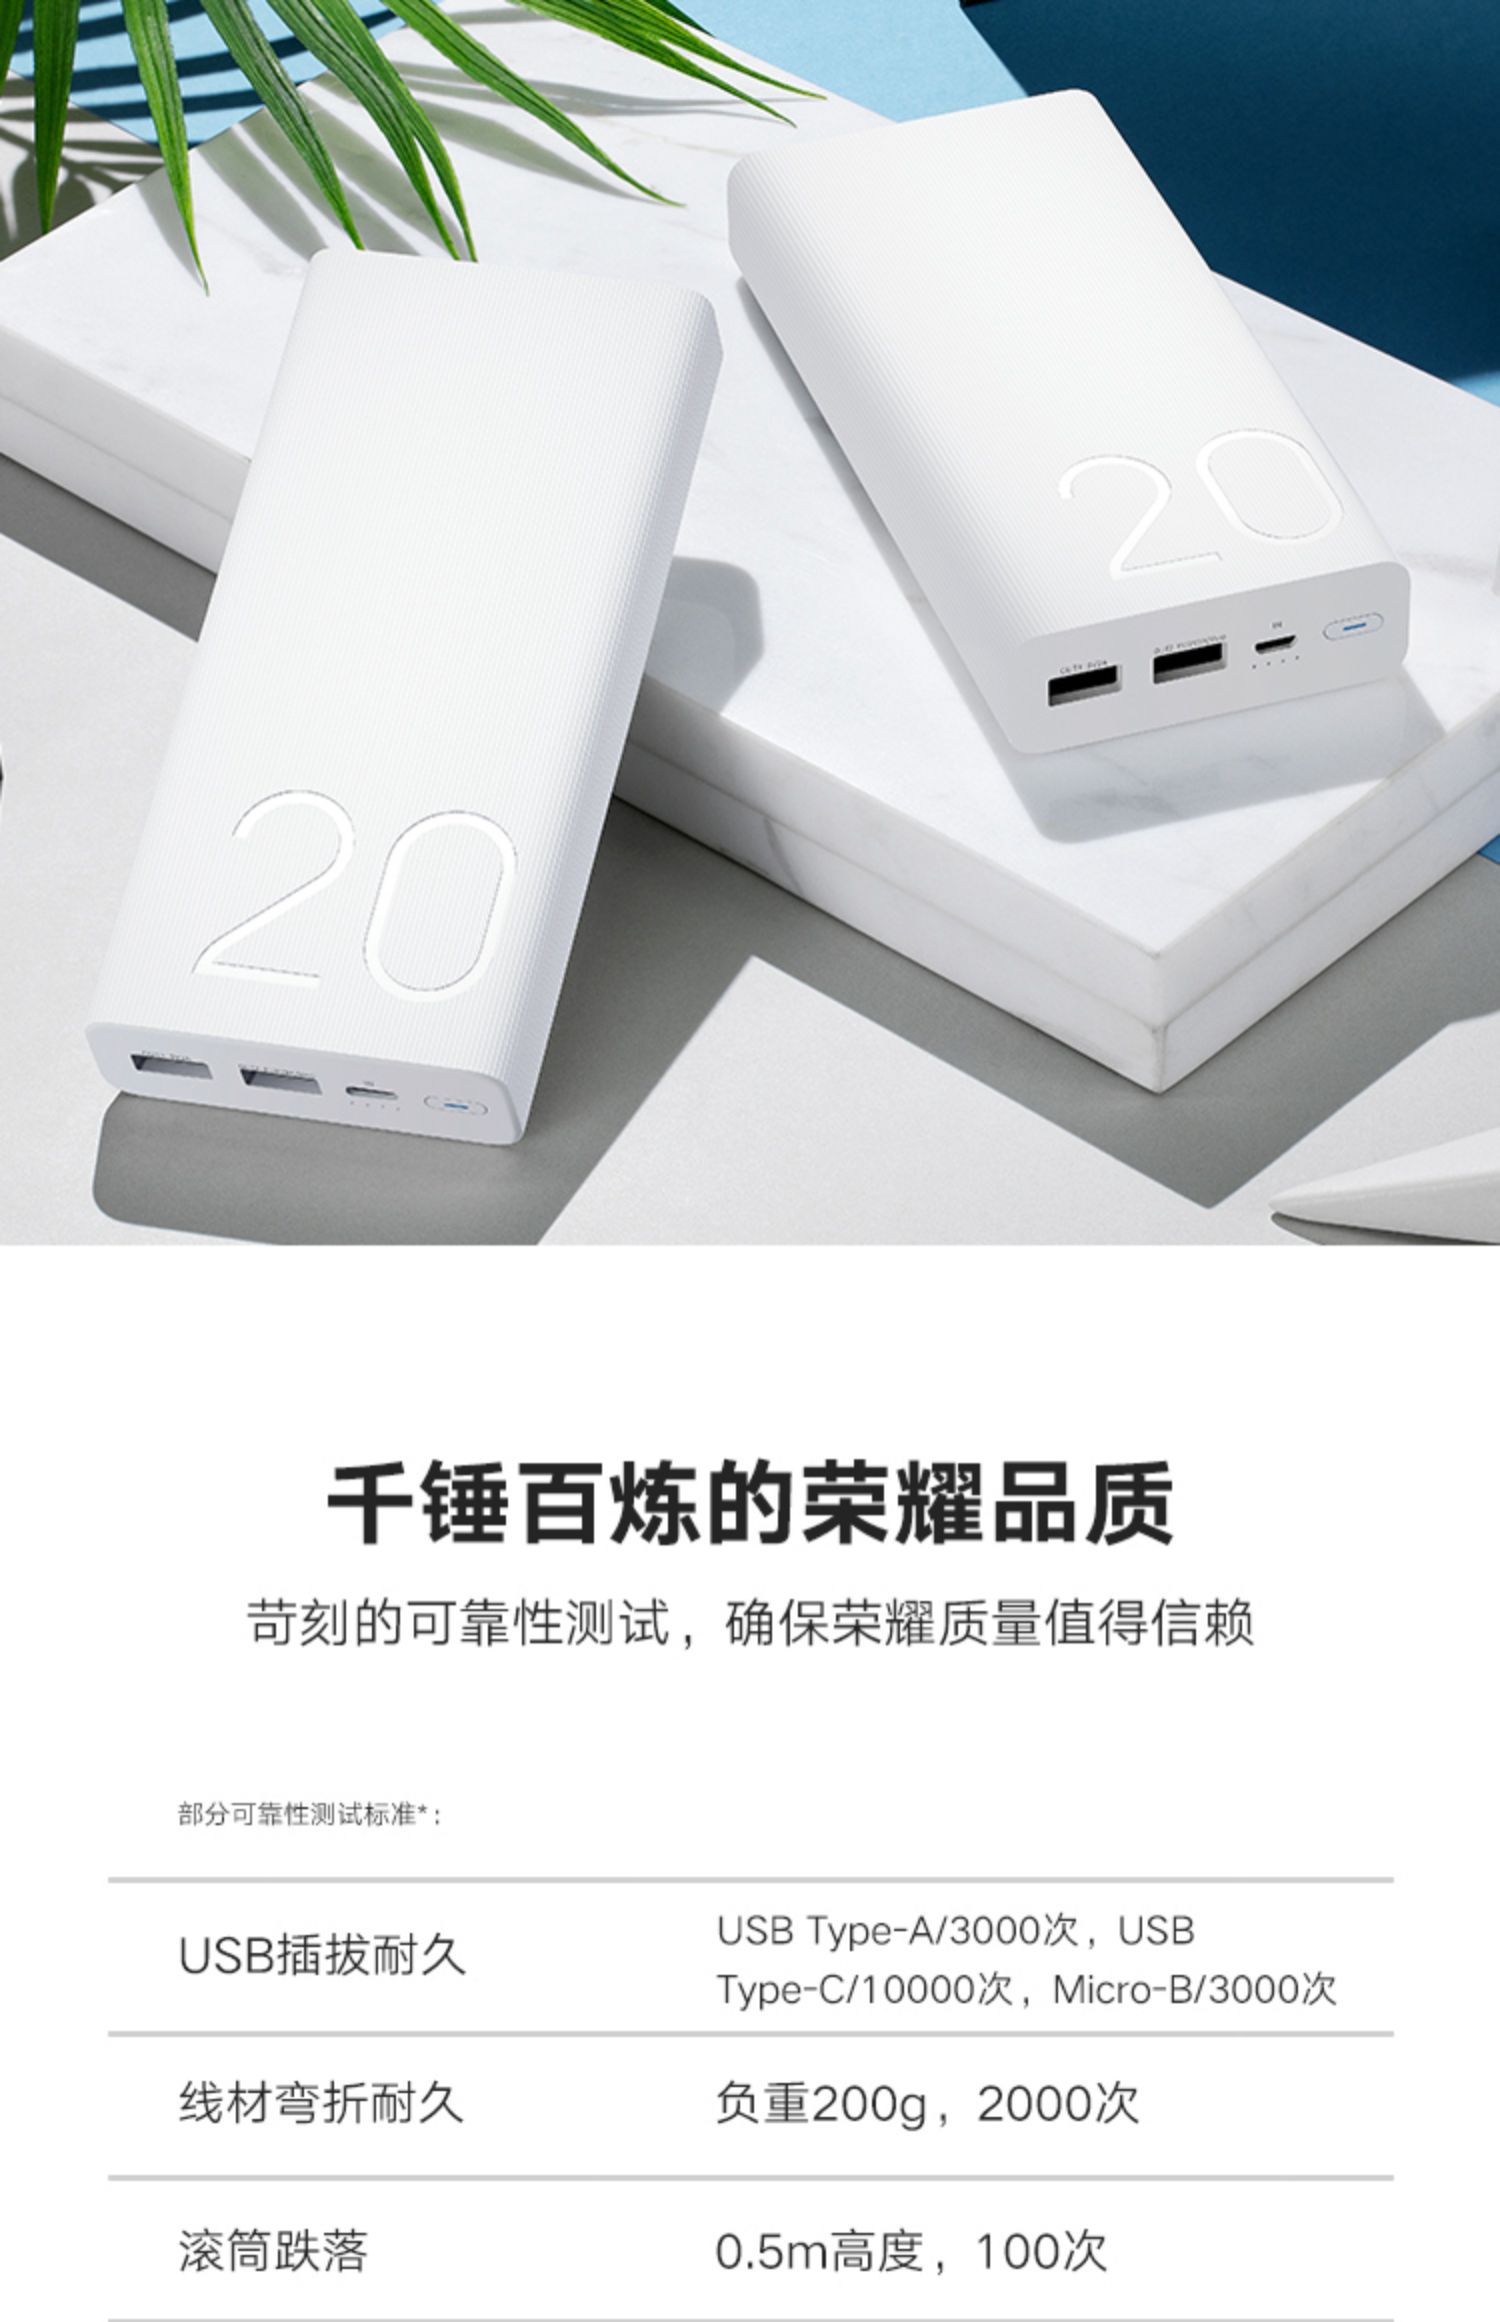 20
20
IN
千锤百炼的荣耀品质
苛刻的可靠性测试，确保荣耀质量值得信赖
部分可靠性测试标准*：
USB插拔耐久
USB Type-A/3000次，USB
Type-C/10000次，Micro-B/3000次
线材弯折耐久
负重200g，2000次
滚筒跌落
0.5m高度，100次